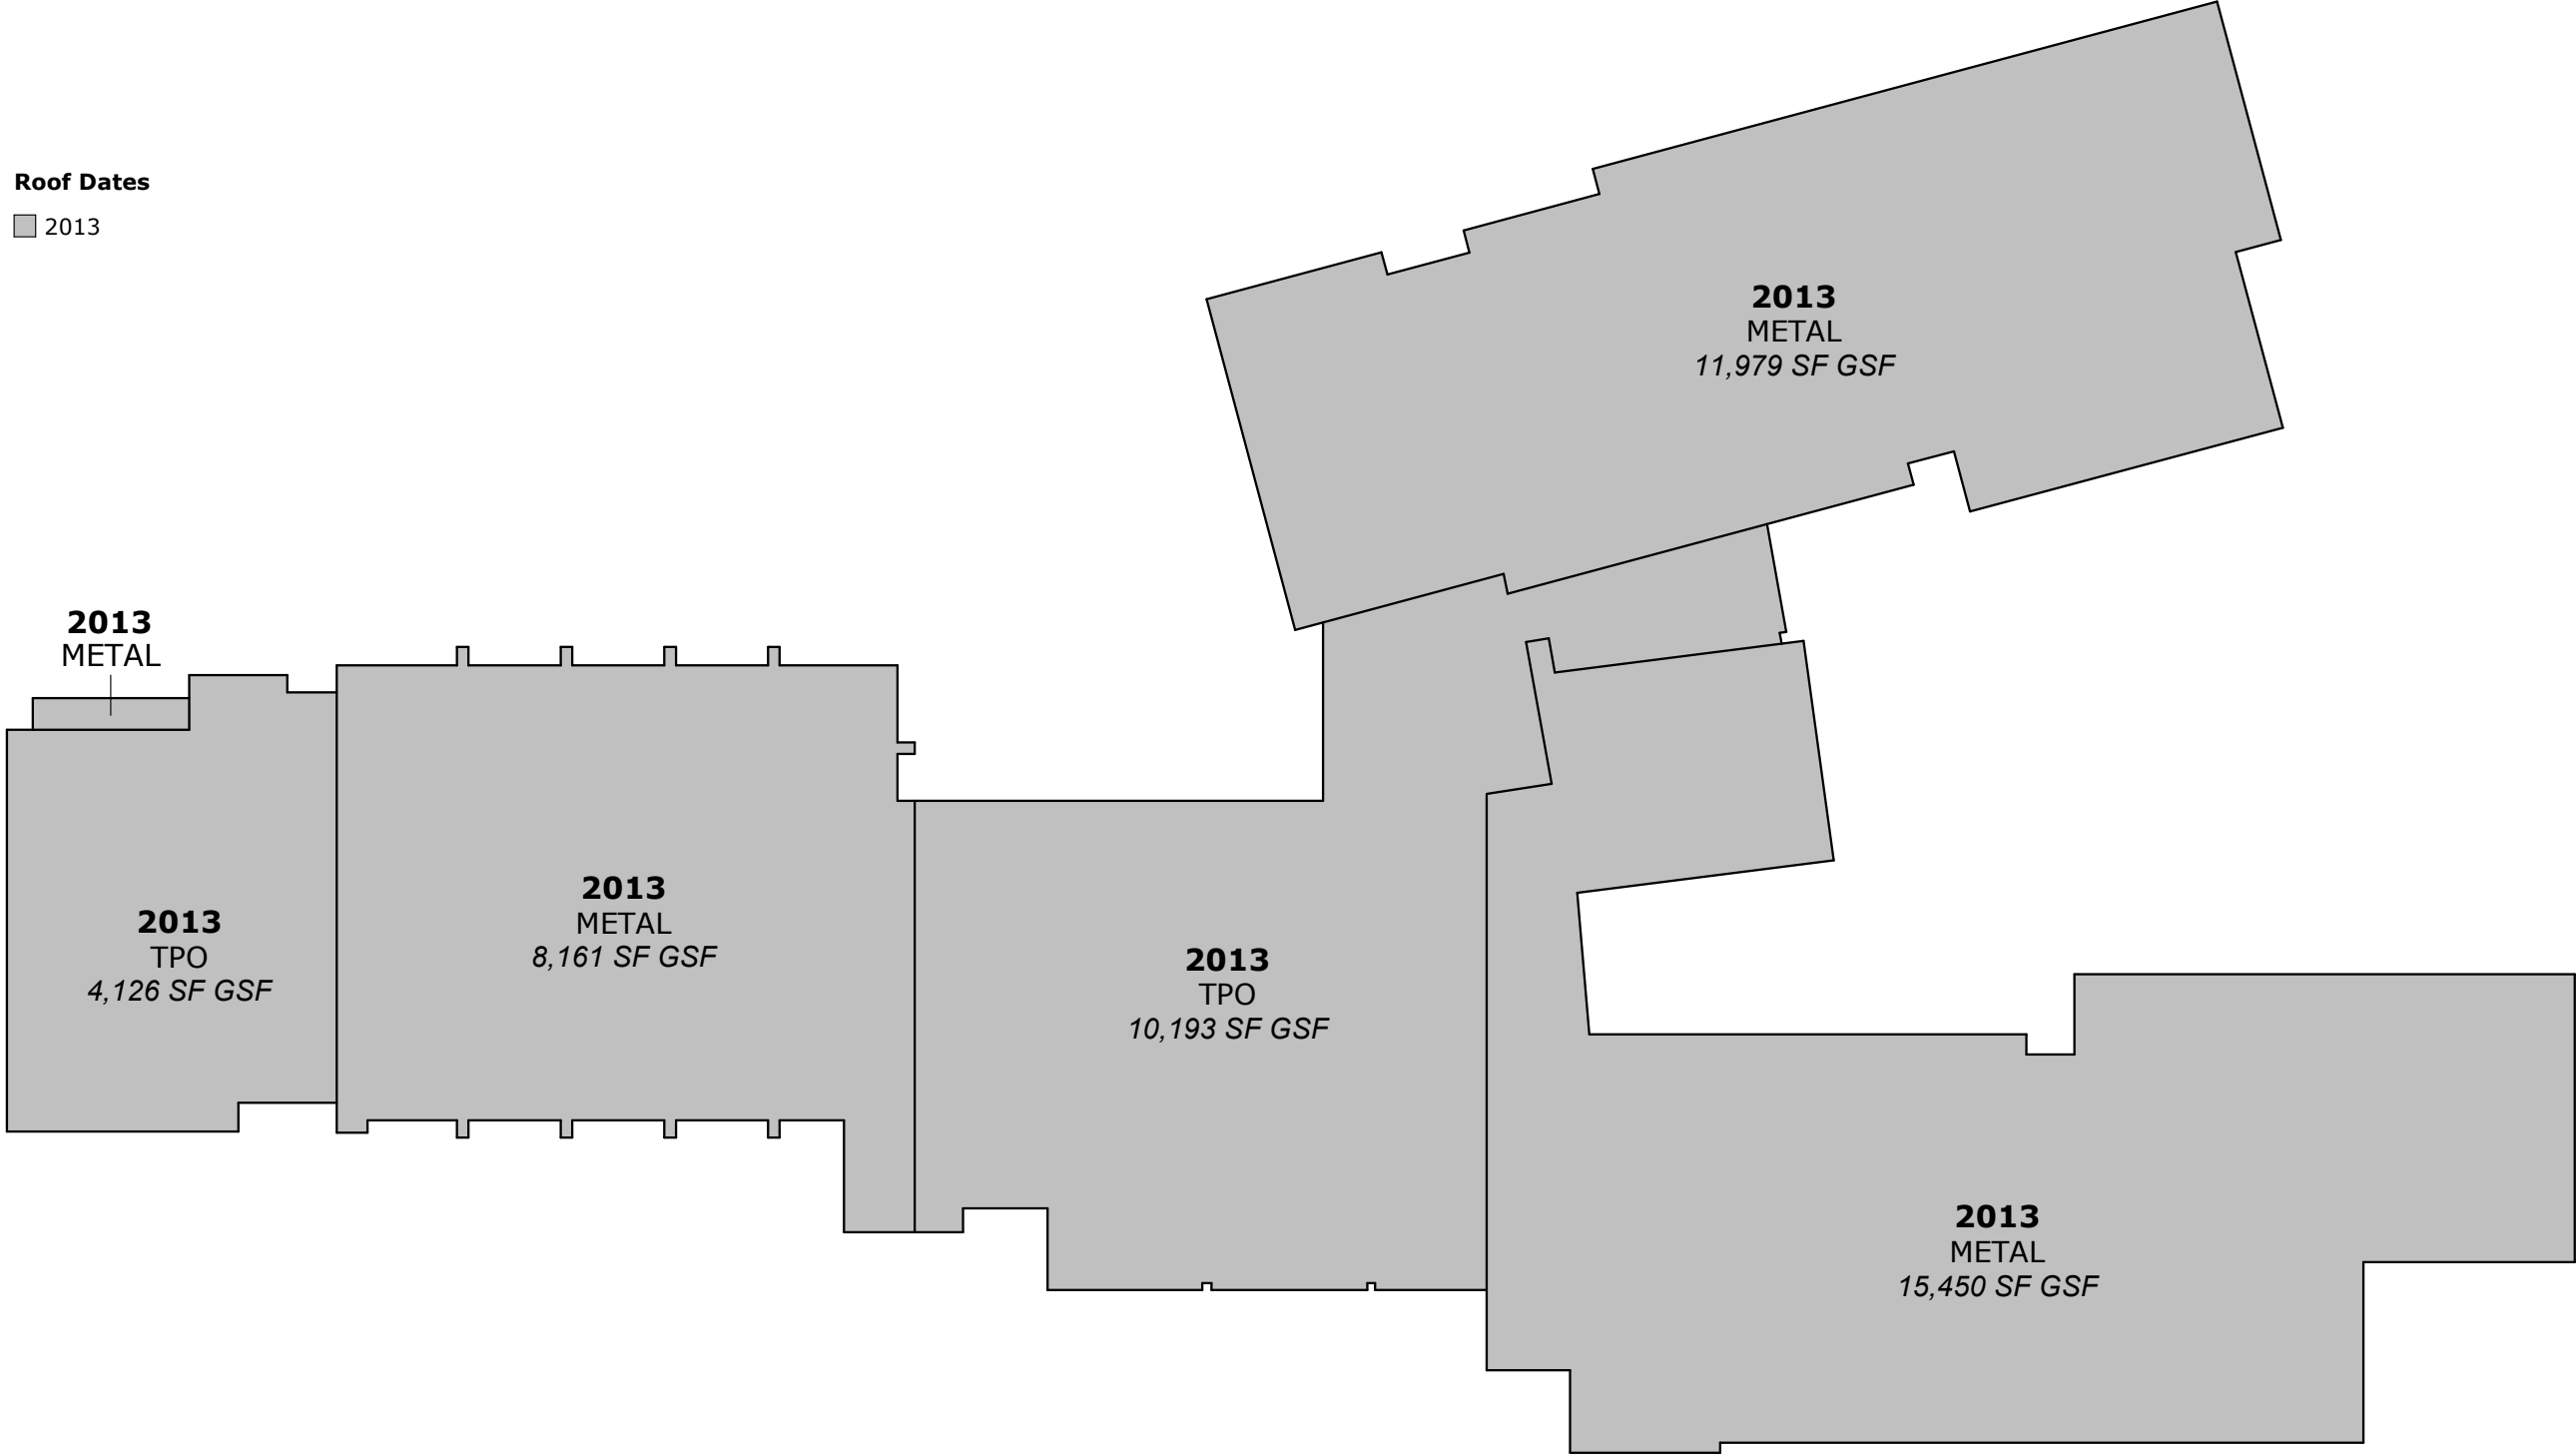 Roof Dates
2013
2013
METAL
11,979 SF GSF
2013
METAL
2013
TPO
4,126 SF GSF
2013
METAL
8,161 SF GSF
2013
TPO
10,193 SF GSF
2013
METAL
15,450 SF GSF